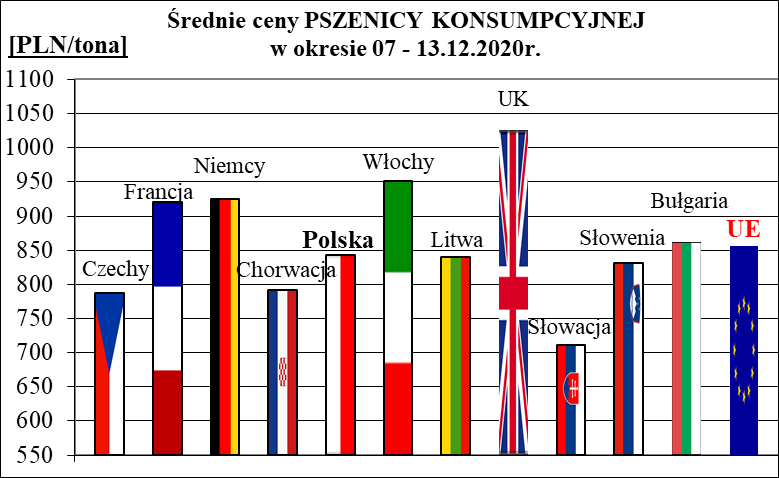 Średnie ceny PSZENICY KONSUMPCYJNEJ
w okresie 07 - 13.12.2020r.
[PLN/tona]
1100
1050
1000
950
900
850
800
750
700
650
600
550
Czechy
Francja
Niemcy
Chorwacja
Polska
Włochy
Litwa
UK
Słowacja
Słowenia
Bułgaria
UE